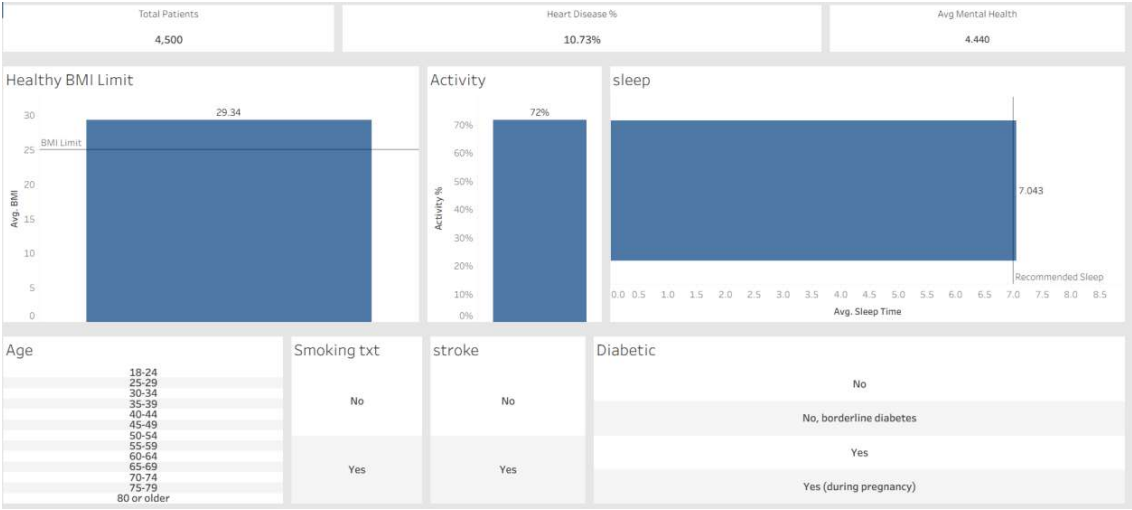 Total Patients
4,500
Heart Disease %
10.73%
Avg Mental Health
4.440
Healthy BMI Limit
29.34
BMI Limit
30
25
20
15
10
5
0
Avg. BMI
Activity
72%
70%
60%
50%
40%
30%
20%
10%
0%
Activity %
sleep
7.043
Recommended Sleep
0.0 0.5 1.0 1.5 2.0 2.5 3.0 3.5 4.0 4.5 5.0 5.5 6.0 6.5 7.0 7.5 8.0 8.5
Avg. Sleep Time
Age
18-24
25-29
30-34
35-39
40-44
45-49
50-54
55-59
60-64
65-69
70-74
75-79
80 or older
Smoking txt
No
Yes
stroke
No
Yes
Diabetic
No
No, borderline diabetes
Yes
Yes (during pregnancy)